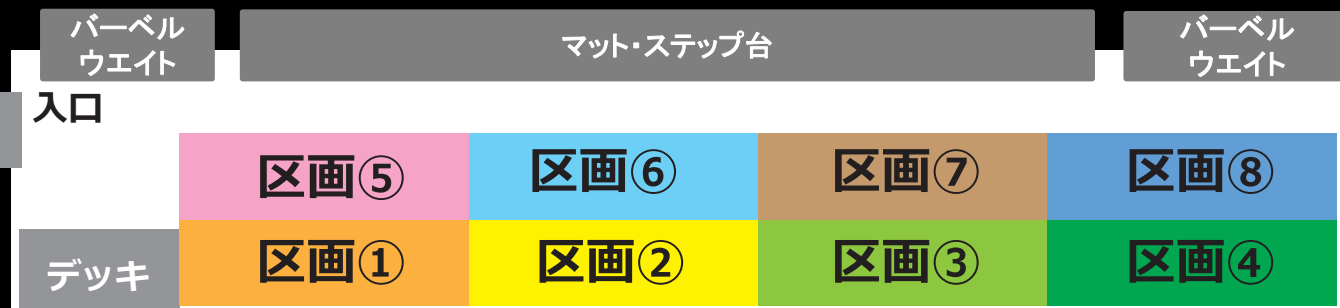 バーベル
ウエイト
マット・ステップ台
バーベル
ウエイト
入口
区画⑤
区画⑥
区画⑦
区画⑧
デッキ
区画①
区画②
区画③
区画④